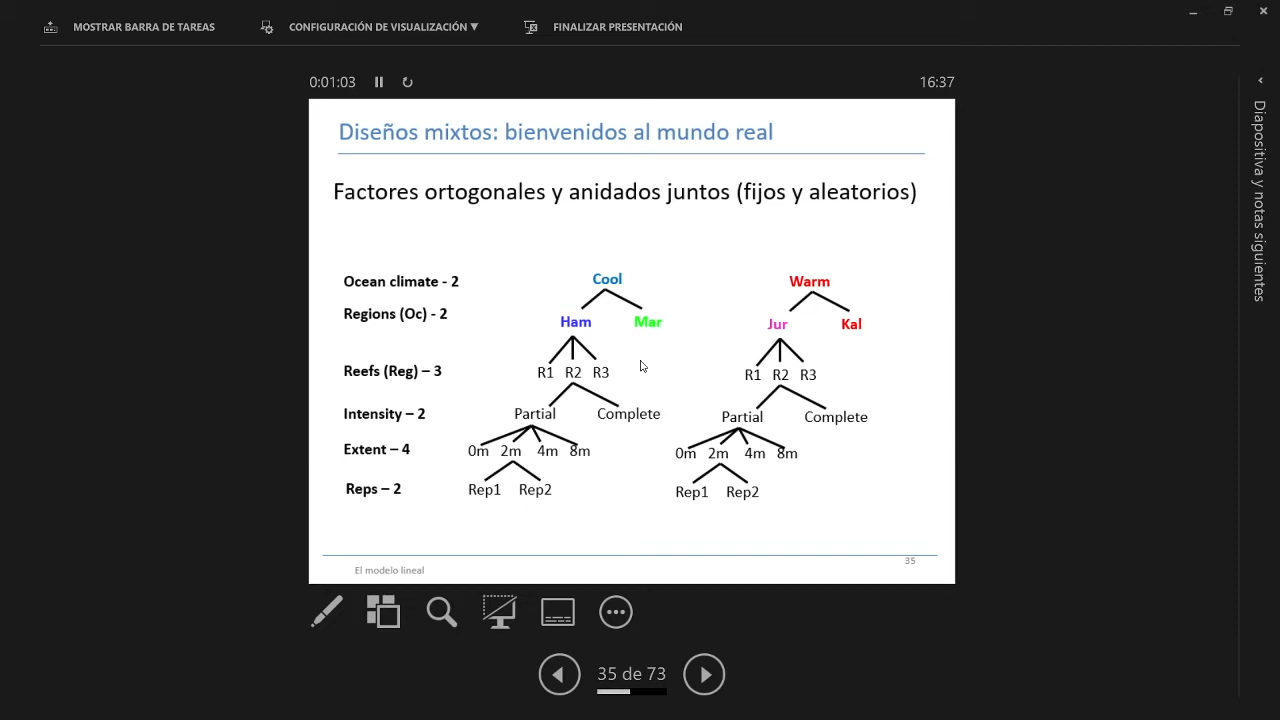 MOSTRAR BARRA DE TAREAS CONFIGURACIÓN DE VISUALIZACIÓN ▼ FINALIZAR PRESENTACIÓN
0:01:03 16:37
Diseños mixtos: bienvenidos al mundo real
Factores ortogonales y anidados juntos (fijos y aleatorios)
Ocean climate - 2 Cool Warm
Regions (Oc) - 2 Ham Mar Jur Kal
Reefs (Reg) – 3 R1 R2 R3 R1 R2 R3
Intensity – 2 Partial Complete Partial Complete
Extent – 4 0m 2m 4m 8m 0m 2m 4m 8m
Reps – 2 Rep1 Rep2 Rep1 Rep2
El modelo lineal 35
35 de 73
Diapositiva y notas siguientes